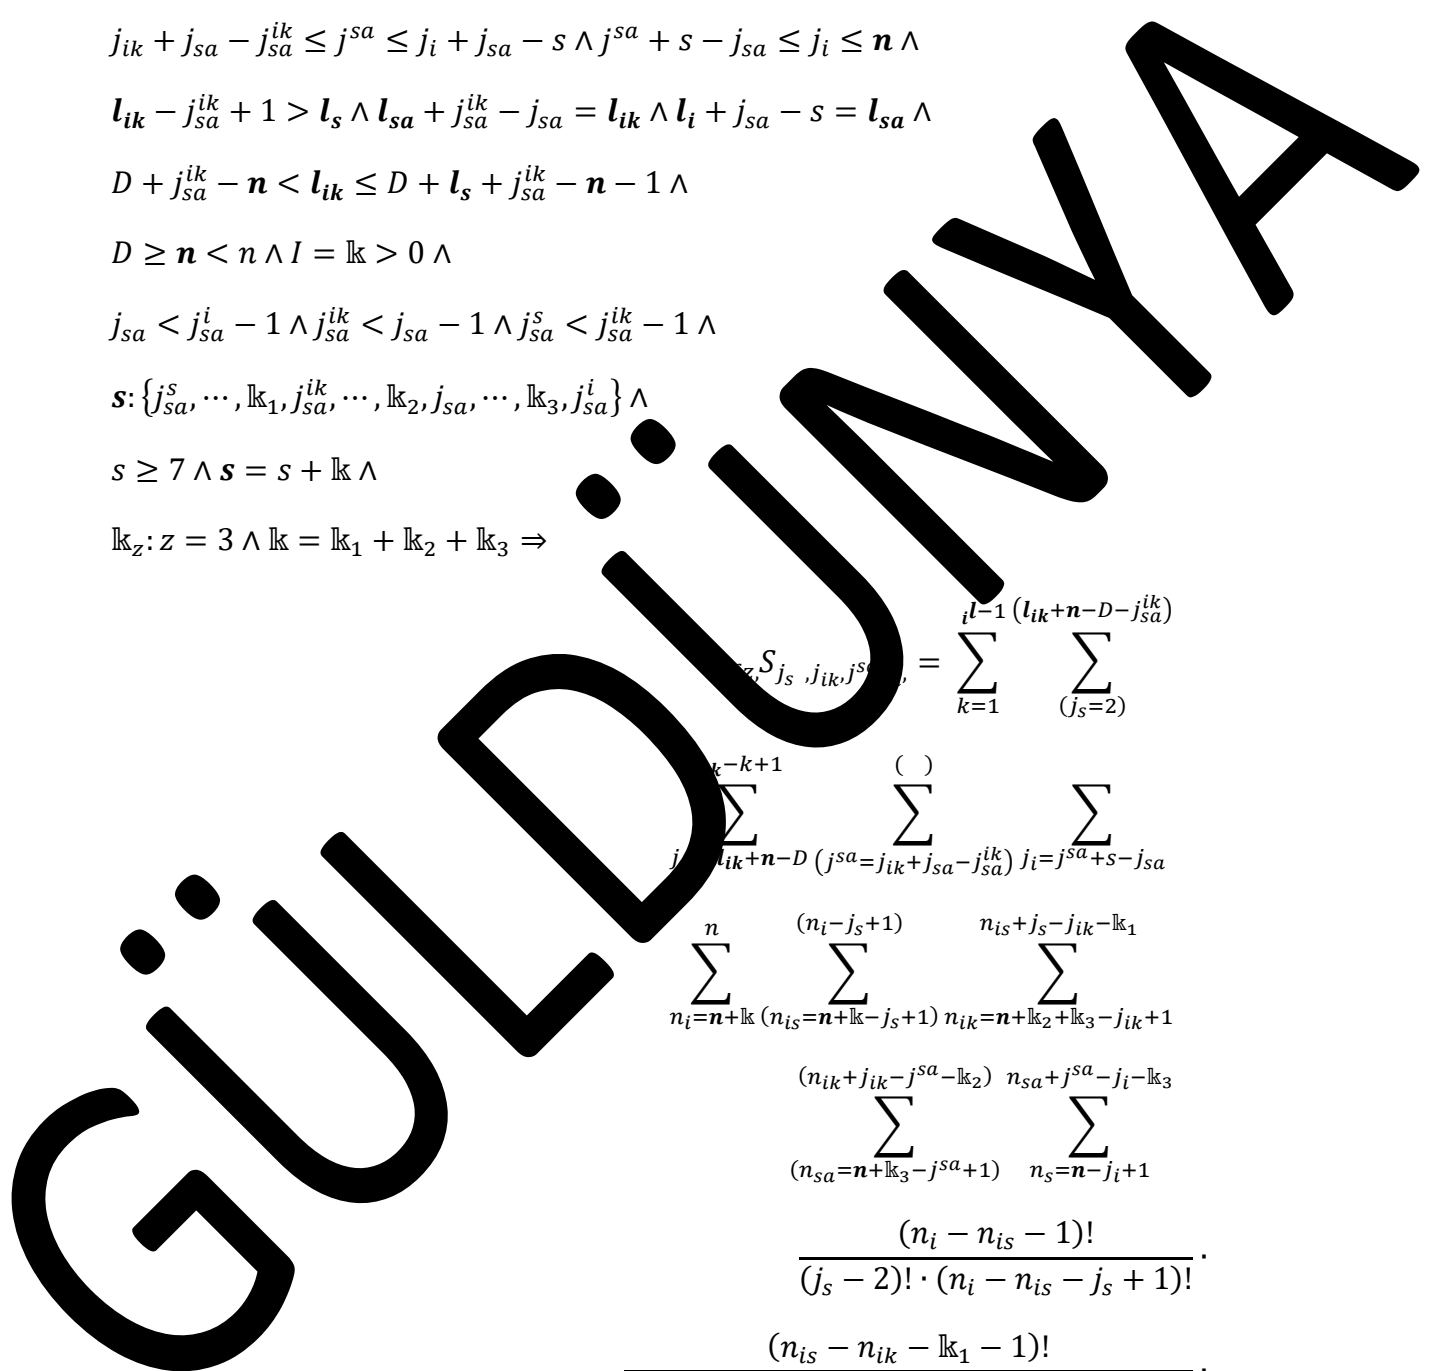 j_{ik} + j_{sa} − j_{sa}^{ik} ≤ j^{sa} ≤ j_i + j_{sa} − s ∧ j^{sa} + s − j_{sa} ≤ j_i ≤ n ∧
l_{ik} − j_{sa}^{ik} + 1 > l_s ∧ l_{sa} + j_{sa}^{ik} − j_{sa} = l_{ik} ∧ l_i + j_{sa} − s = l_{sa} ∧
D + j_{sa}^{ik} − n < l_{ik} ≤ D + l_s + j_{sa}^{ik} − n − 1 ∧
D ≥ n < n ∧ I = 𝕜 > 0 ∧
j_{sa} < j_{sa}^{i} − 1 ∧ j_{sa}^{ik} < j_{sa} − 1 ∧ j_{sa}^{s} < j_{sa}^{ik} − 1 ∧
s: {j_{sa}^{s}, ⋯ , 𝕜_1, j_{sa}^{ik}, ⋯ , 𝕜_2, j_{sa}, ⋯ , 𝕜_3, j_{sa}^{i}} ∧
s ≥ 7 ∧ s = s + 𝕜 ∧
𝕜_z: z = 3 ∧ 𝕜 = 𝕜_1 + 𝕜_2 + 𝕜_3 ⇒
S_{j_s ,j_{ik},} = ∑_{k=1}^{_{i}l−1} ∑_{(j_s=2)}^{(l_{ik}+n−D−j_{sa}^{ik})}
∑_{l_{ik}+n−D}^{−k+1} ∑_{(j^{sa}=j_{ik}+j_{sa}−j_{sa}^{ik})}^{( )} ∑_{j_i=j^{sa}+s−j_{sa}}
∑_{n_i=n+𝕜}^{n} ∑_{(n_{is}=n+𝕜−j_s+1)}^{(n_i−j_s+1)} ∑_{n_{ik}=n+𝕜_2+𝕜_3−j_{ik}+1}^{n_{is}+j_s−j_{ik}−𝕜_1}
∑_{(n_{sa}=n+𝕜_3−j^{sa}+1)}^{(n_{ik}+j_{ik}−j^{sa}−𝕜_2)} ∑_{n_s=n−j_i+1}^{n_{sa}+j^{sa}−j_i−𝕜_3}
(n_i − n_{is} − 1)!
(j_s − 2)! · (n_i − n_{is} − j_s + 1)! ·
(n_{is} − n_{ik} − 𝕜_1 − 1)! ·
GÜLDÜNYA